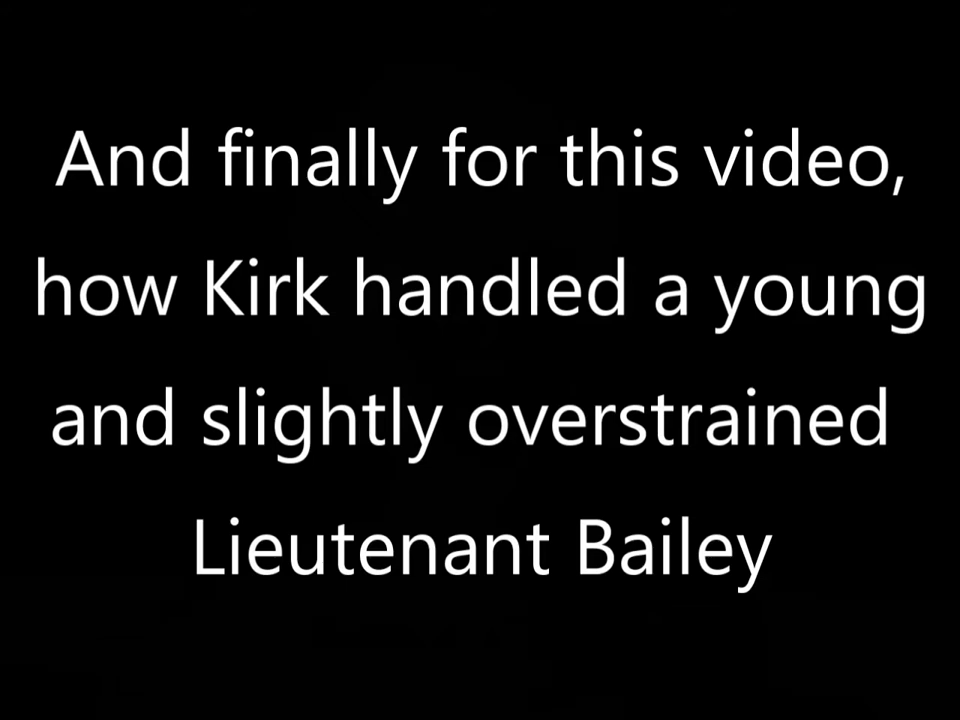 And finally for this video,
how Kirk handled a young
and slightly overstrained
Lieutenant Bailey